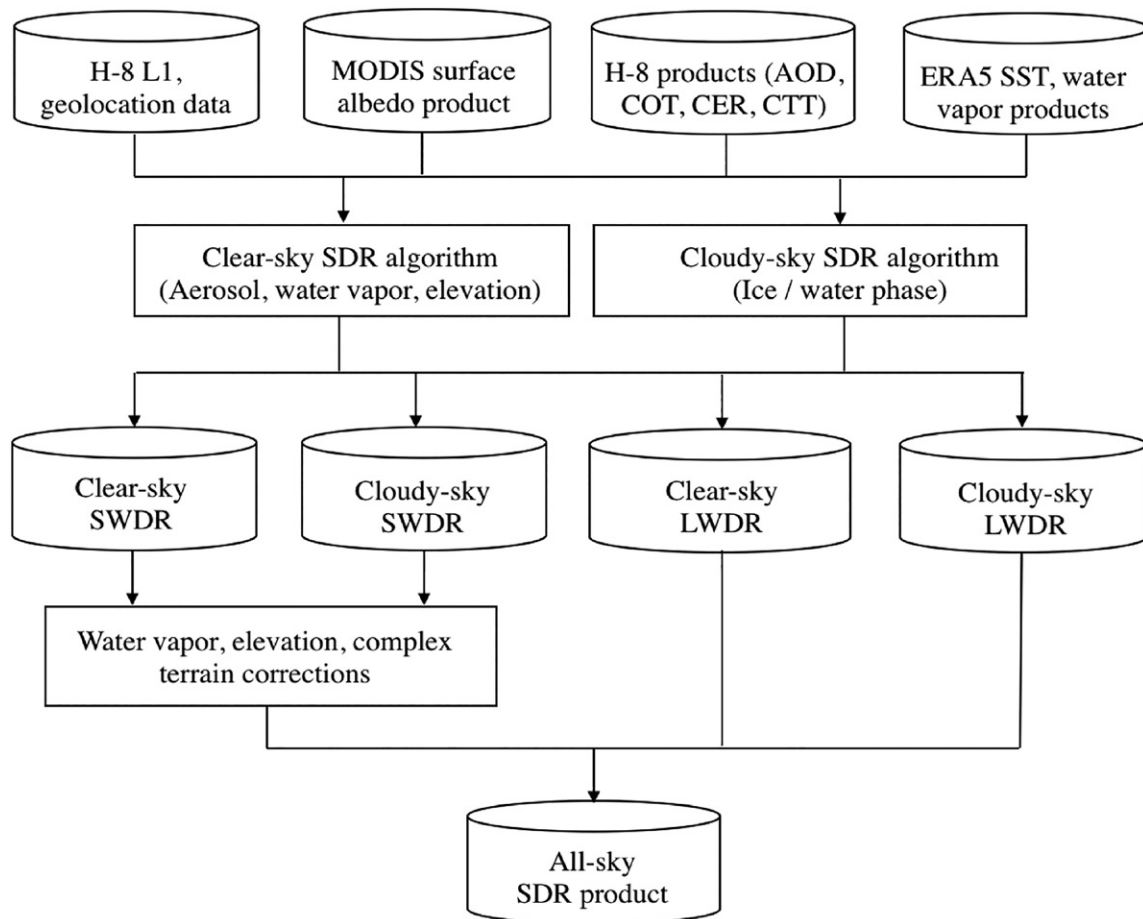 H-8 L1,
geolocation data
MODIS surface
albedo product
H-8 products (AOD,
COT, CER, CTT)
ERA5 SST, water
vapor products
Clear-sky SDR algorithm
(Aerosol, water vapor, elevation)
Cloudy-sky SDR algorithm
(Ice / water phase)
Clear-sky
SWDR
Cloudy-sky
SWDR
Clear-sky
LWDR
Cloudy-sky
LWDR
Water vapor, elevation, complex
terrain corrections
All-sky
SDR product